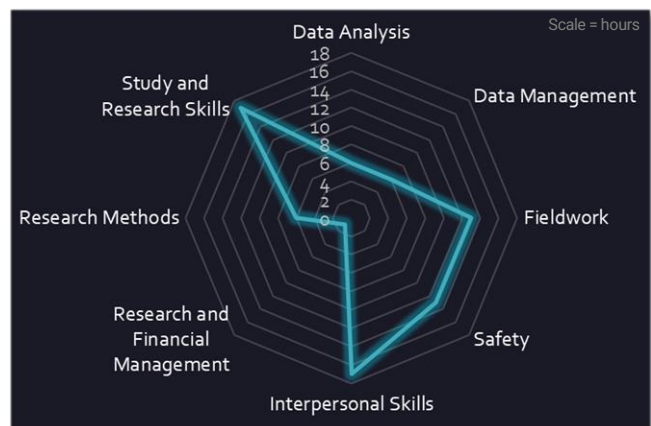 Scale = hours
Data Analysis
18
16
14
12
10
8
6
4
2
0
Study and
Research Skills
Data Management
Research Methods
Fieldwork
Research and
Financial
Management
Safety
Interpersonal Skills